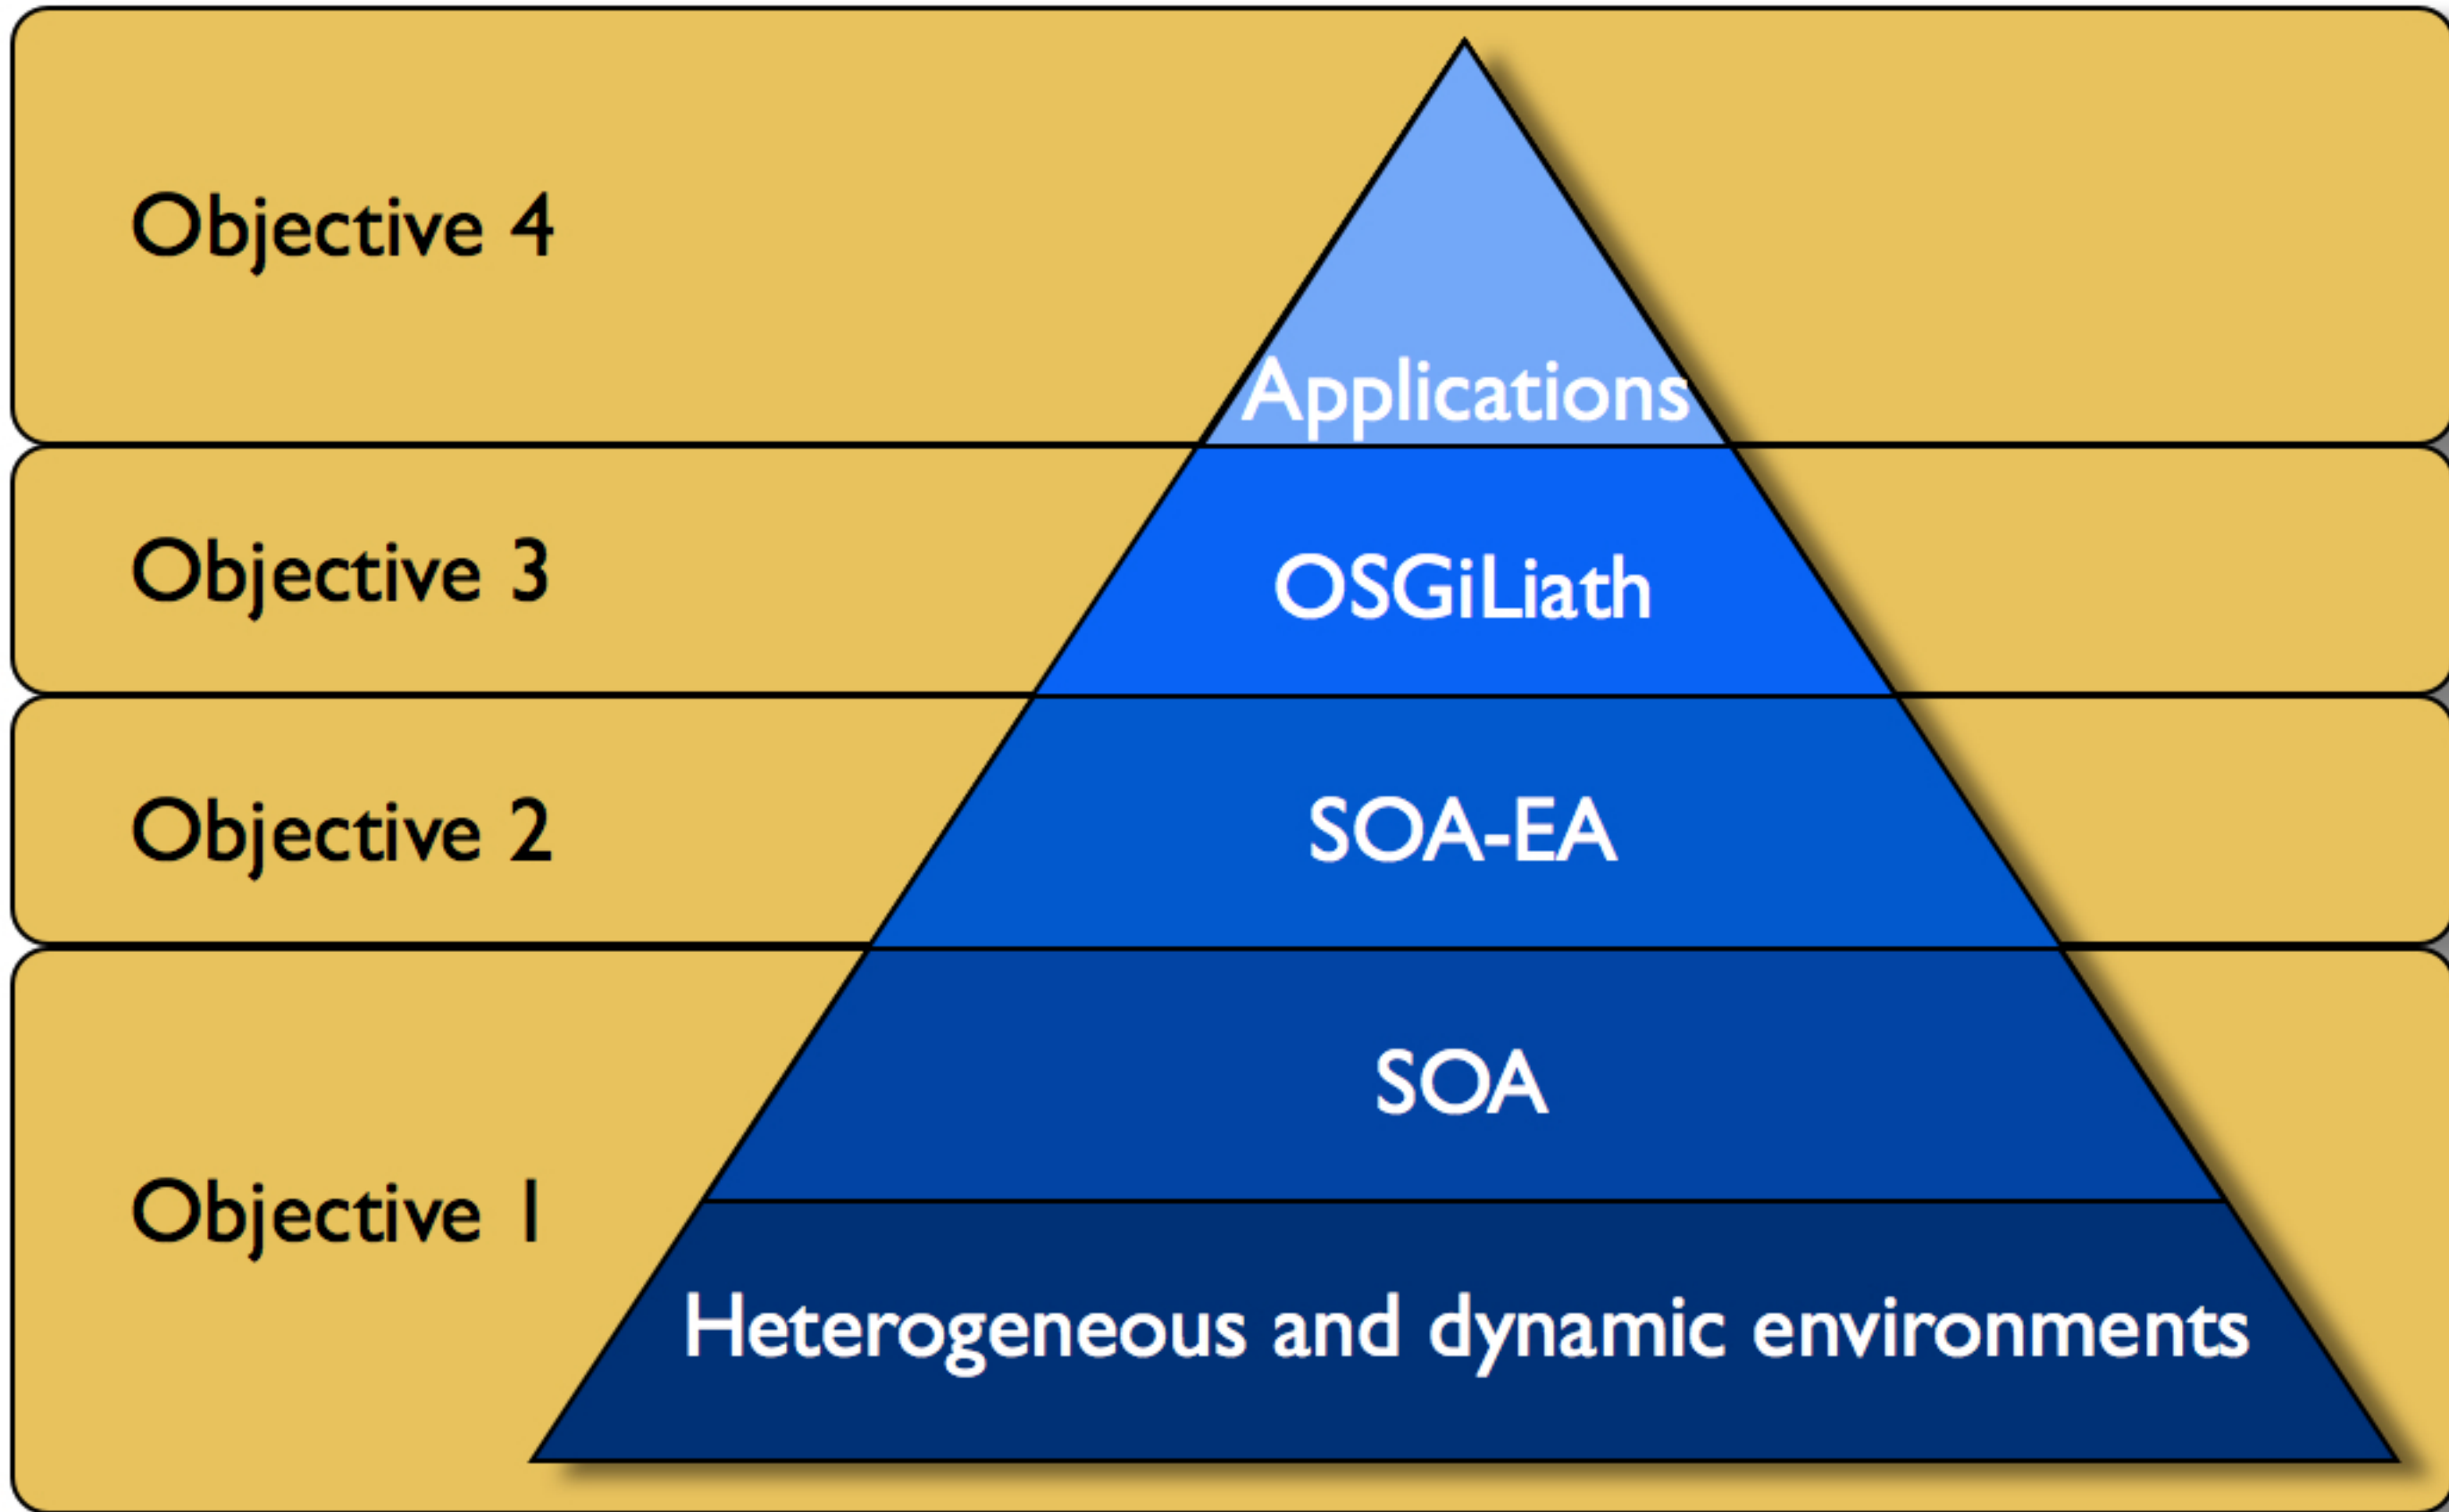 Objective 4
Applications
Objective 3
OSGiLiath
Objective 2
SOA-EA
SOA
Objective 1
Heterogeneous and dynamic environments